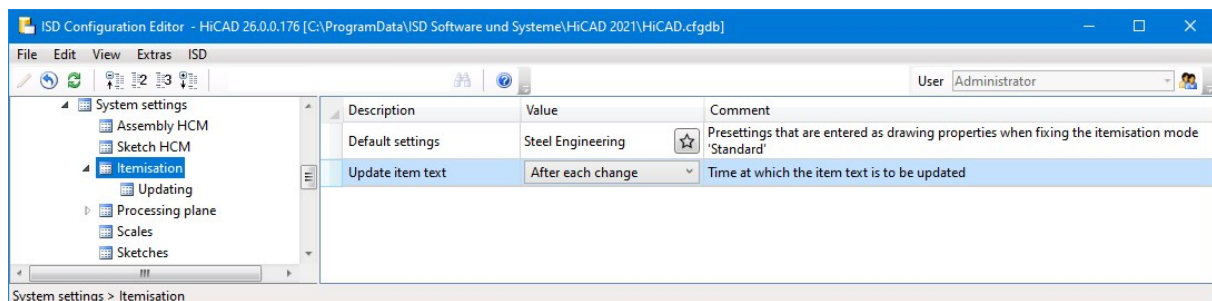 ISD Configuration Editor - HiCAD 26.0.0.176 [C:\ProgramData\ISD Software und Systeme\HiCAD 2021\HiCAD.cfgdb]
File Edit View Extras ISD
2 3 User Administrator
System settings
Assembly HCM
Sketch HCM
Itemisation
Updating
Processing plane
Scales
Sketches
Description Value Comment
Default settings Steel Engineering Presettings that are entered as drawing properties when fixing the itemisation mode
'Standard'
Update item text After each change Time at which the item text is to be updated
System settings > Itemisation